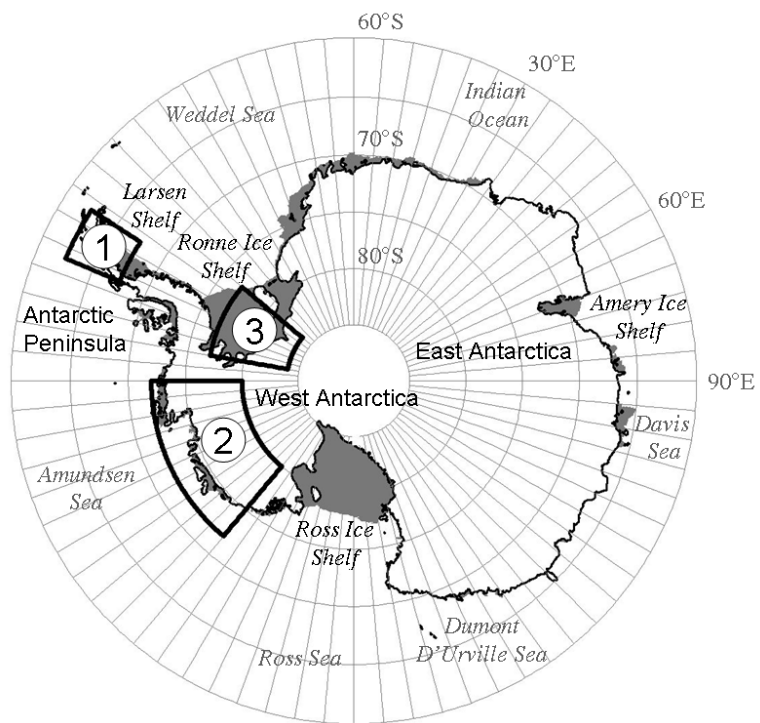 60°S
30°E
Indian
Ocean
Weddel Sea
70°S
Larsen
Shelf
60°E
Ronne Ice
Shelf
1
80°S
Amery Ice
Shelf
Antarctic
Peninsula
3
East Antarctica
90°E
West Antarctica
2
Davis
Sea
Amundsen
Sea
Ross Ice
Shelf
Dumont
D'Urville Sea
Ross Sea